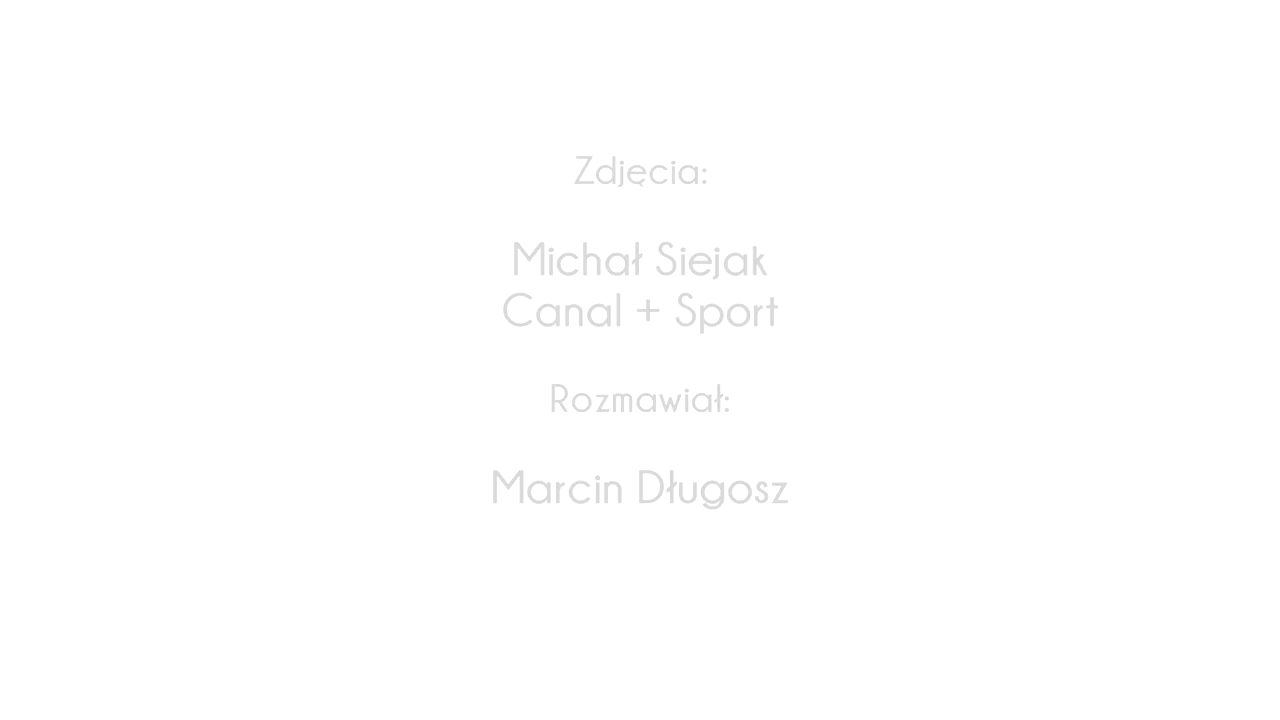 Zdjęcia:
Michał Siejak
Canal + Sport
Rozmawiał:
Marcin Długosz